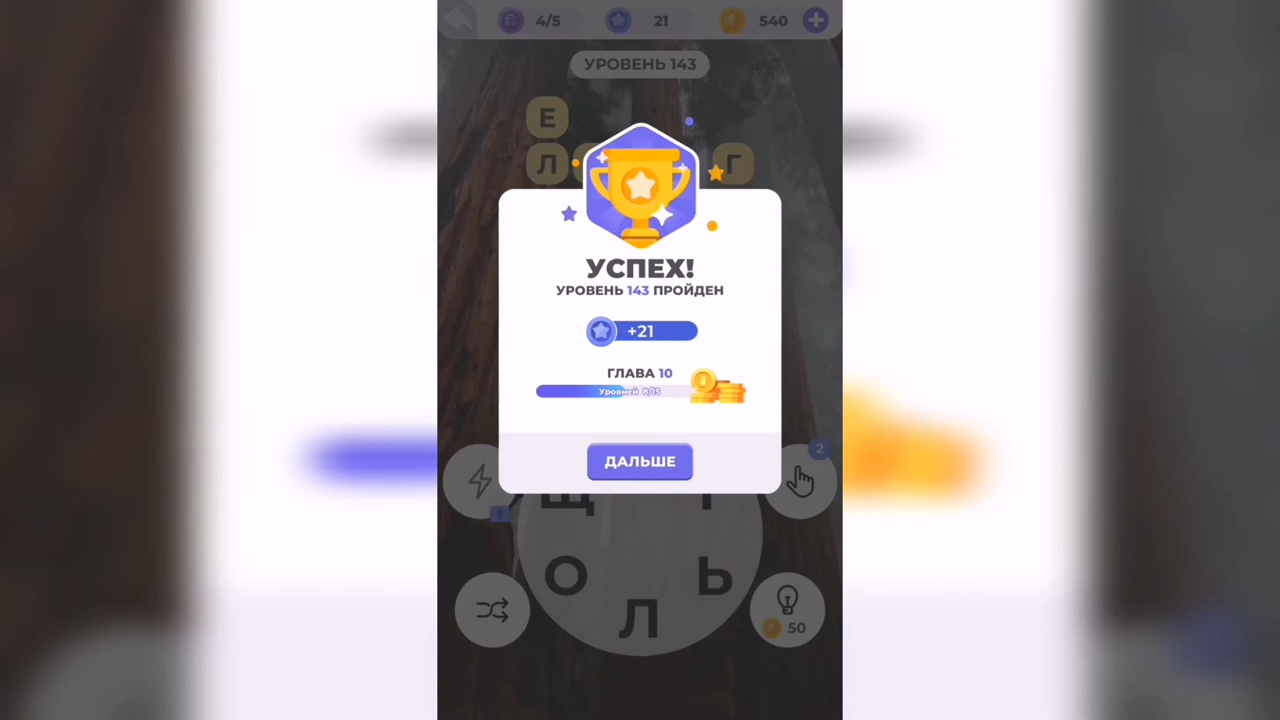 4/5 21 540
УРОВЕНЬ 143
Е
Л Г
УСПЕХ!
УРОВЕНЬ 143 ПРОЙДЕН
+21
ГЛАВА 10
Уровней 8/15
ДАЛЬШЕ
2
Щ
О Ь
Л
50